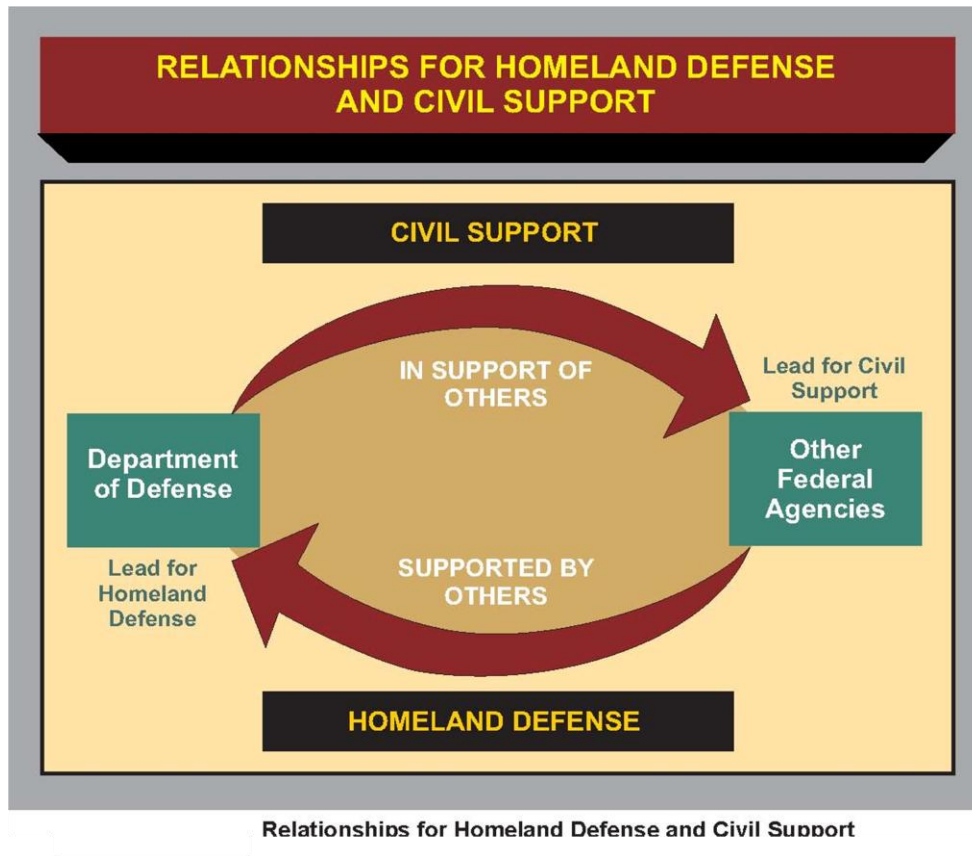 RELATIONSHIPS FOR HOMELAND DEFENSE
AND CIVIL SUPPORT
CIVIL SUPPORT
IN SUPPORT OF
OTHERS
Lead for Civil
Support
Department
of Defense
Other
Federal
Agencies
Lead for
Homeland
Defense
SUPPORTED BY
OTHERS
HOMELAND DEFENSE
Relationships for Homeland Defense and Civil Support